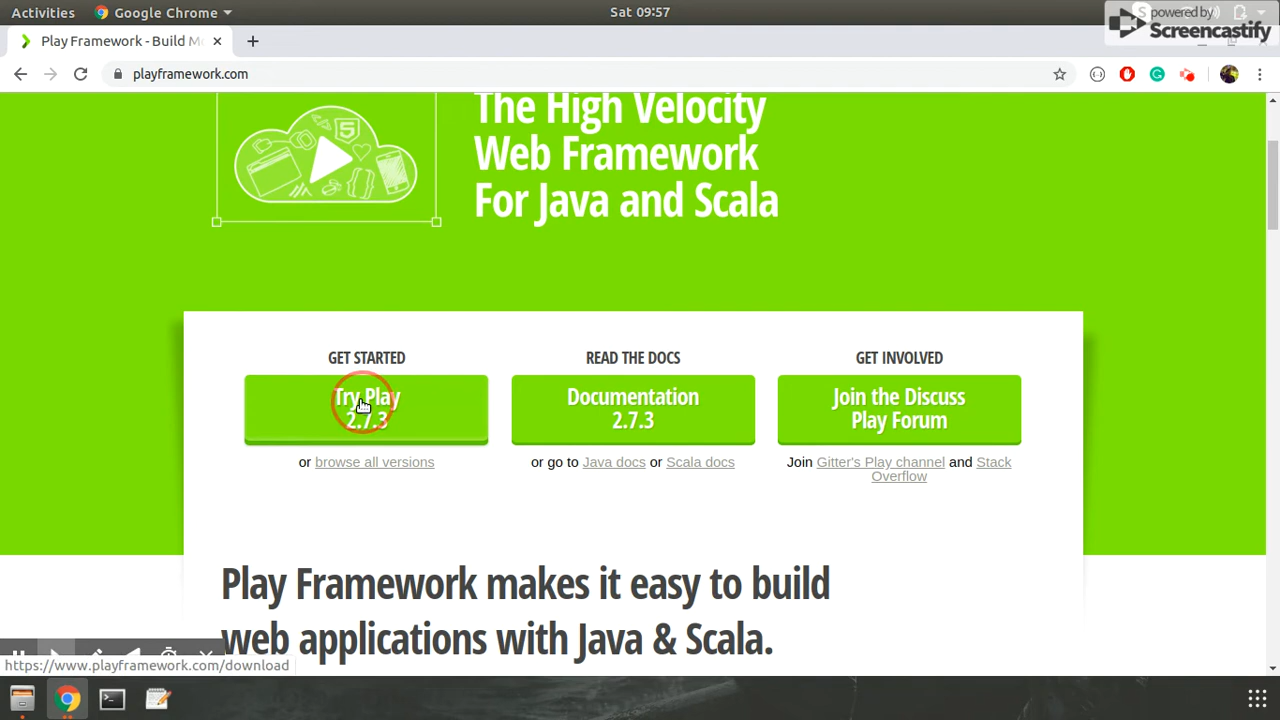 Activities Google Chrome Sat 09:57
powered by
Screencastify
Play Framework - Build M
playframework.com
The High Velocity
Web Framework
For Java and Scala
GET STARTED
Try Play
2.7.3
or browse all versions
READ THE DOCS
Documentation
2.7.3
or go to Java docs or Scala docs
GET INVOLVED
Join the Discuss
Play Forum
Join Gitter's Play channel and Stack
Overflow
Play Framework makes it easy to build
web applications with Java & Scala.
https://www.playframework.com/download